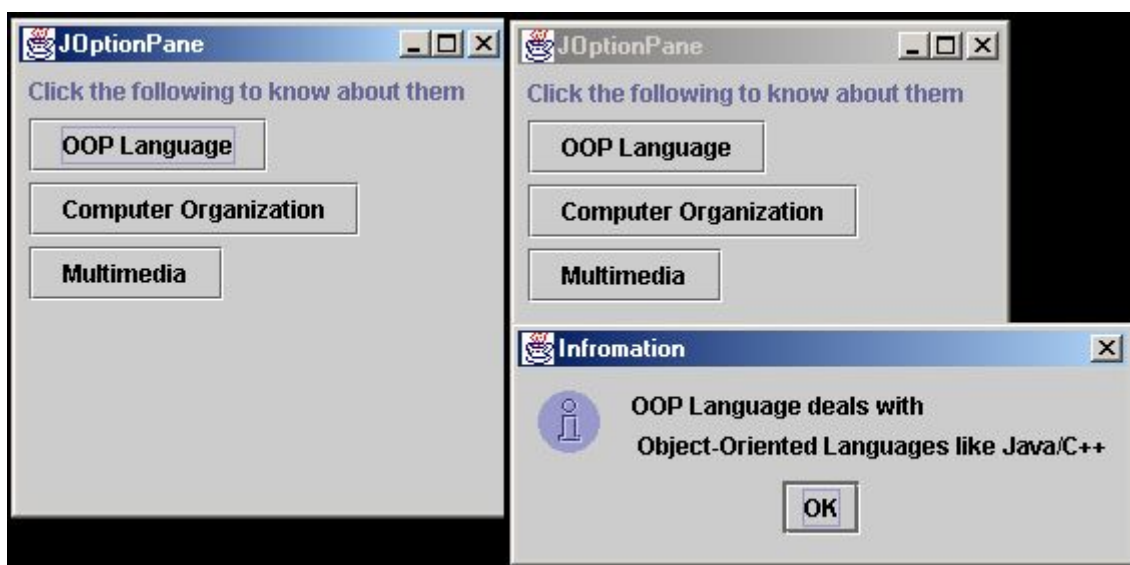 JOptionPane
Click the following to know about them
OOP Language
Computer Organization
Multimedia
JOptionPane
Click the following to know about them
OOP Language
Computer Organization
Multimedia
Infromation
OOP Language deals with
Object-Oriented Languages like Java/C++
OK